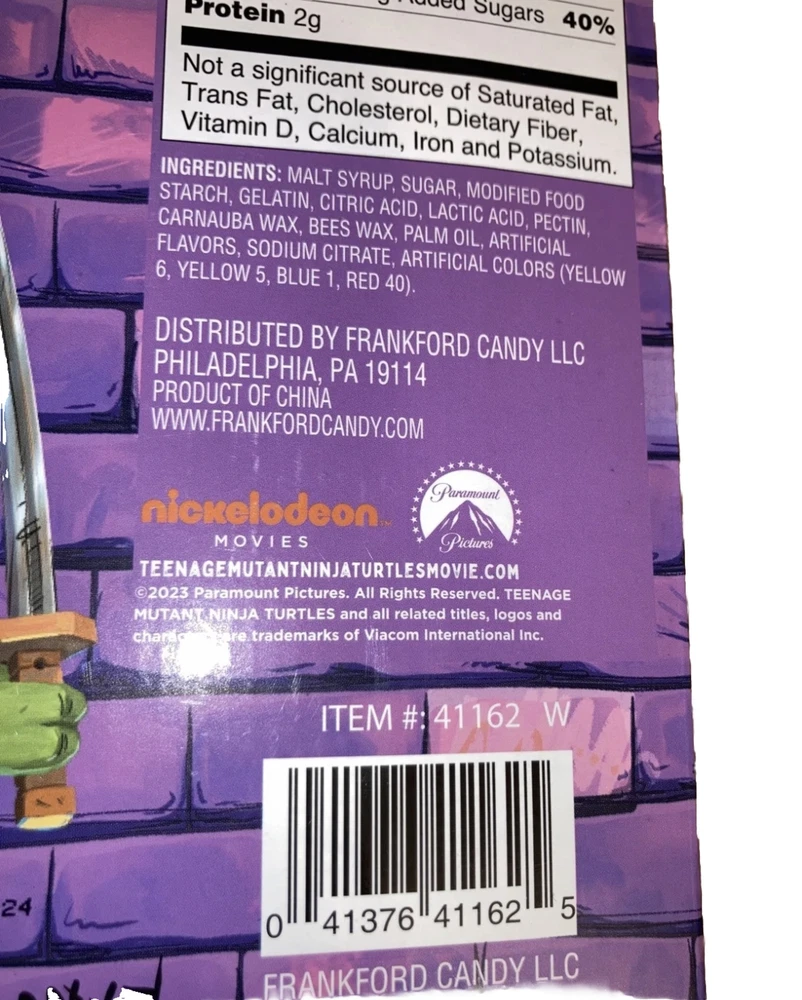 Added Sugars 40%
Protein 2g
Not a significant source of Saturated Fat,
Trans Fat, Cholesterol, Dietary Fiber,
Vitamin D, Calcium, Iron and Potassium.
INGREDIENTS: MALT SYRUP, SUGAR, MODIFIED FOOD
STARCH, GELATIN, CITRIC ACID, LACTIC ACID, PECTIN,
CARNAUBA WAX, BEES WAX, PALM OIL, ARTIFICIAL
FLAVORS, SODIUM CITRATE, ARTIFICIAL COLORS (YELLOW
6, YELLOW 5, BLUE 1, RED 40).
DISTRIBUTED BY FRANKFORD CANDY LLC
PHILADELPHIA, PA 19114
PRODUCT OF CHINA
WWW.FRANKFORDCANDY.COM
nickelodeon
MOVIES
Paramount
Pictures
TEENAGEMUTANTNINJATURTLESMOVIE.COM
©2023 Paramount Pictures. All Rights Reserved. TEENAGE
MUTANT NINJA TURTLES and all related titles, logos and
are trademarks of Viacom International Inc.
ITEM #: 41162 W
24
0 41376 41162 5
FRANKFORD CANDY LLC